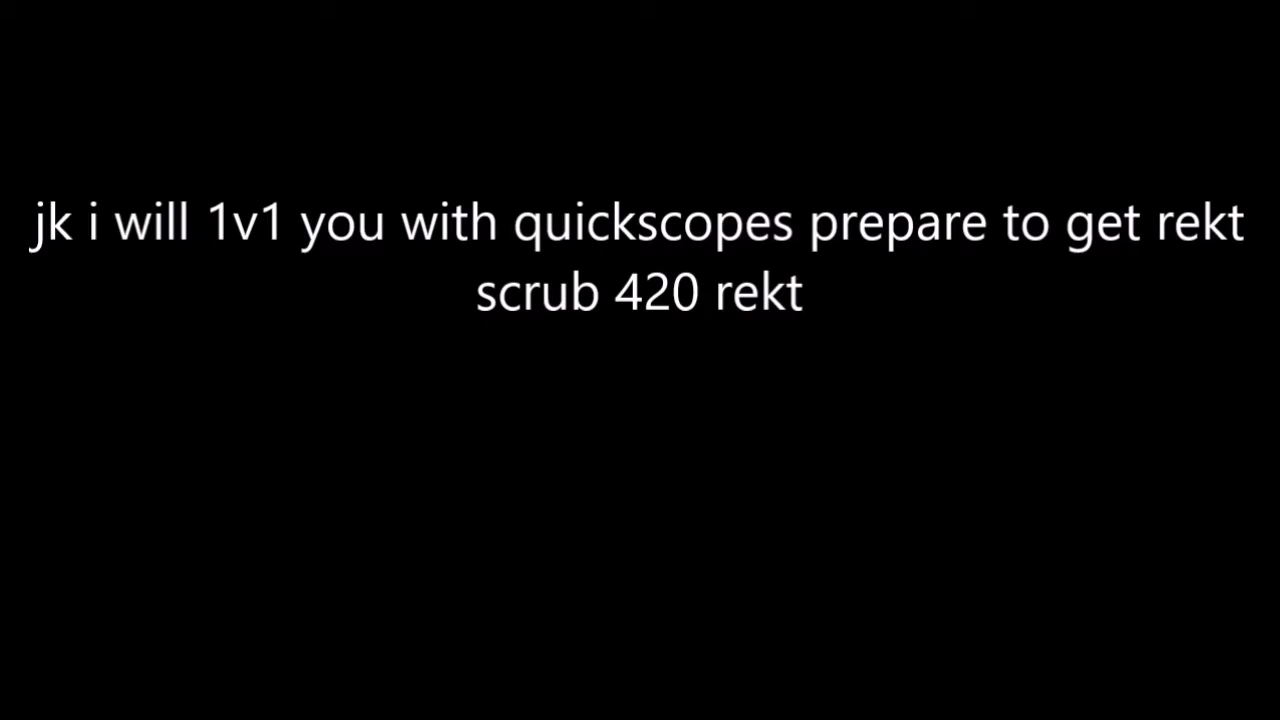 jk i will 1v1 you with quickscopes prepare to get rekt
scrub 420 rekt